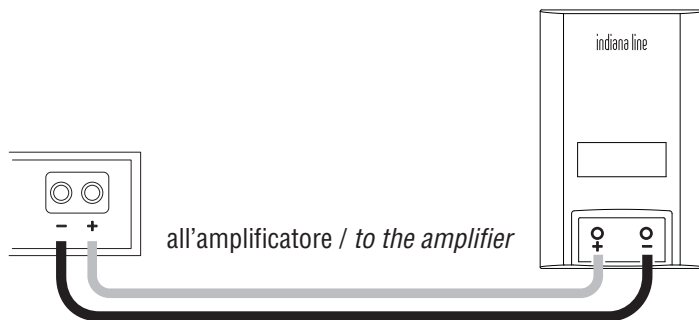 indiana line
− +
all’amplificatore / to the amplifier
+ −